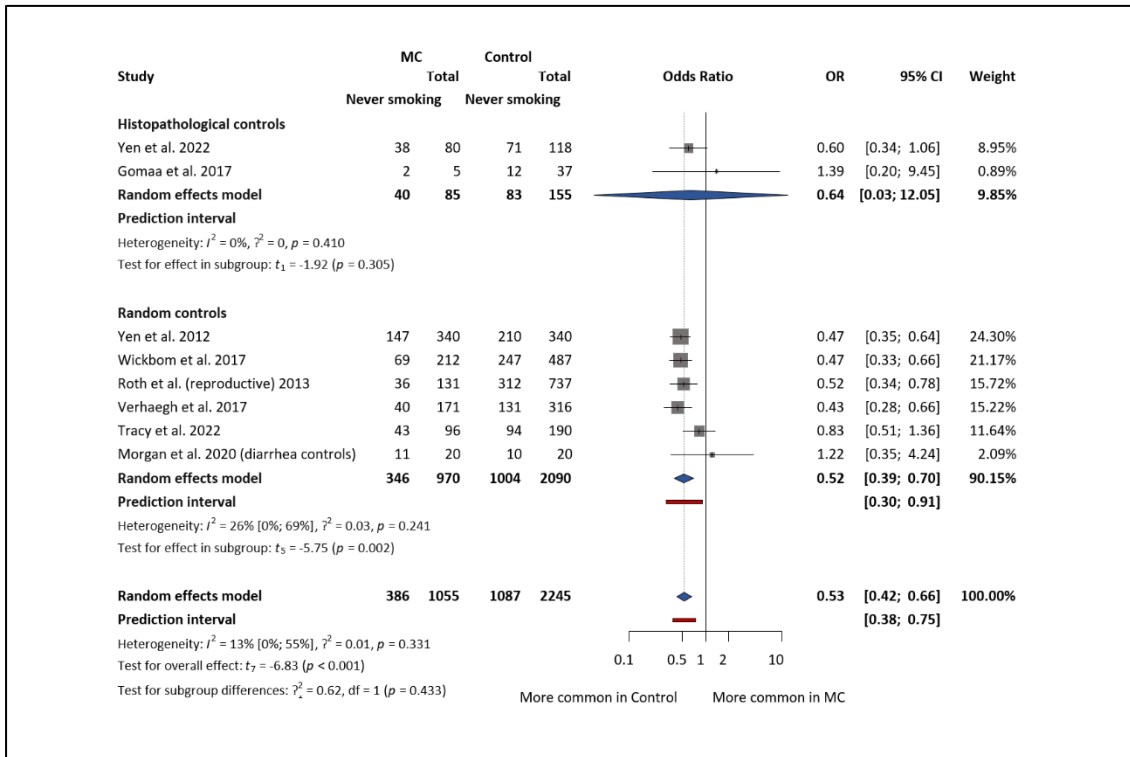 MC Control
Study Total Total Odds Ratio OR 95% CI Weight
Never smoking Never smoking
Histopathological controls
Yen et al. 2022 38 80 71 118 0.60 [0.34; 1.06] 8.95%
Gomaa et al. 2017 2 5 12 37 1.39 [0.20; 9.45] 0.89%
Random effects model 40 85 83 155 0.64 [0.03; 12.05] 9.85%
Prediction interval
Heterogeneity: I² = 0%, ?² = 0, p = 0.410
Test for effect in subgroup: t₁ = -1.92 (p = 0.305)
Random controls
Yen et al. 2012 147 340 210 340 0.47 [0.35; 0.64] 24.30%
Wickbom et al. 2017 69 212 247 487 0.47 [0.33; 0.66] 21.17%
Roth et al. (reproductive) 2013 36 131 312 737 0.52 [0.34; 0.78] 15.72%
Verhaegh et al. 2017 40 171 131 316 0.43 [0.28; 0.66] 15.22%
Tracy et al. 2022 43 96 94 190 0.83 [0.51; 1.36] 11.64%
Morgan et al. 2020 (diarrhea controls) 11 20 10 20 1.22 [0.35; 4.24] 2.09%
Random effects model 346 970 1004 2090 0.52 [0.39; 0.70] 90.15%
Prediction interval [0.30; 0.91]
Heterogeneity: I² = 26% [0%; 69%], ?² = 0.03, p = 0.241
Test for effect in subgroup: t₅ = -5.75 (p = 0.002)
Random effects model 386 1055 1087 2245 0.53 [0.42; 0.66] 100.00%
Prediction interval [0.38; 0.75]
Heterogeneity: I² = 13% [0%; 55%], ?² = 0.01, p = 0.331
Test for overall effect: t₇ = -6.83 (p < 0.001)
0.1 0.5 1 2 10
Test for subgroup differences: ?² = 0.62, df = 1 (p = 0.433)
More common in Control More common in MC